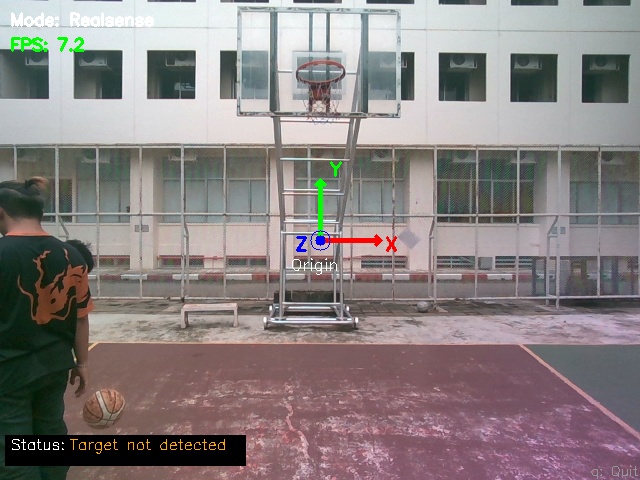 Mode: Realsense
FPS: 7.2
Y
Z
X
Origin
Status: Target not detected
q: Quit